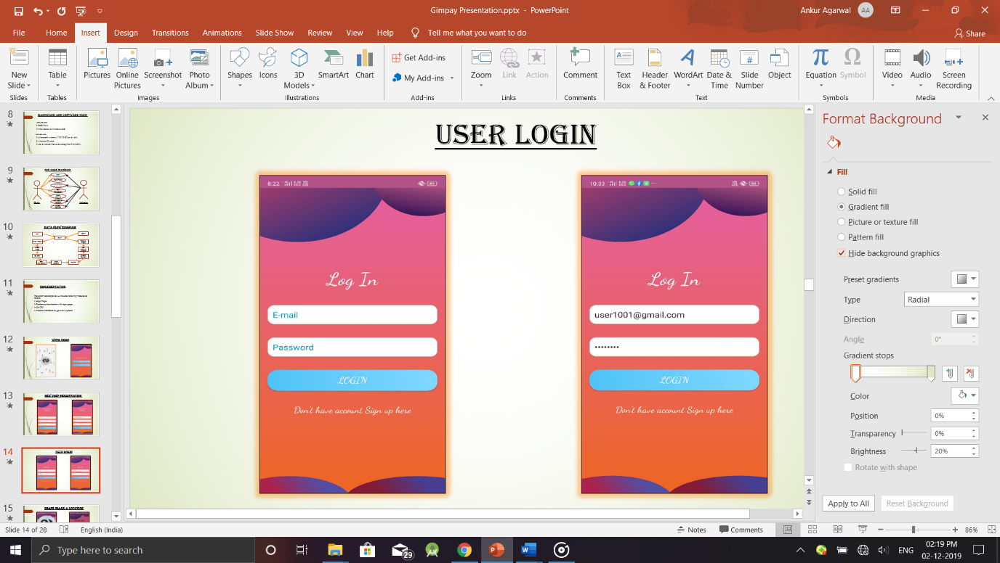 Gimpay Presentation.pptx - PowerPoint
Ankur Agarwal
AA
File
Home
Insert
Design
Transitions
Animations
Slide Show
Review
View
Help
Tell me what you want to do
Share
New Slide
Table
Pictures
Online Pictures
Screenshot
Photo Album
Shapes
Icons
3D Models
SmartArt
Chart
Get Add-ins
My Add-ins
Zoom
Link
Action
Comment
Text Box
Header & Footer
WordArt
Date & Time
Slide Number
Object
Equation
Symbol
Video
Audio
Screen Recording
Slides
Tables
Images
Illustrations
Add-ins
Links
Comments
Text
Symbols
Media
8
9
10
DATA FLOW DIAGRAM
11
IMPLEMENTATION
12
13
14
USER LOGIN
15
USER LOGIN
8:22
Log In
E-mail
Password
LOGIN
Don't have account Sign up here
10:33
Log In
user1001@gmail.com
••••••••
LOGIN
Don't have account Sign up here
Format Background
Fill
Solid fill
Gradient fill
Picture or texture fill
Pattern fill
Hide background graphics
Preset gradients
Type
Radial
Direction
Angle
0°
Gradient stops
Color
Position
0%
Transparency
0%
Brightness
20%
Rotate with shape
Apply to All
Reset Background
Slide 14 of 28
English (India)
Notes
Comments
86%
Type here to search
29
ENG
02:19 PM
02-12-2019